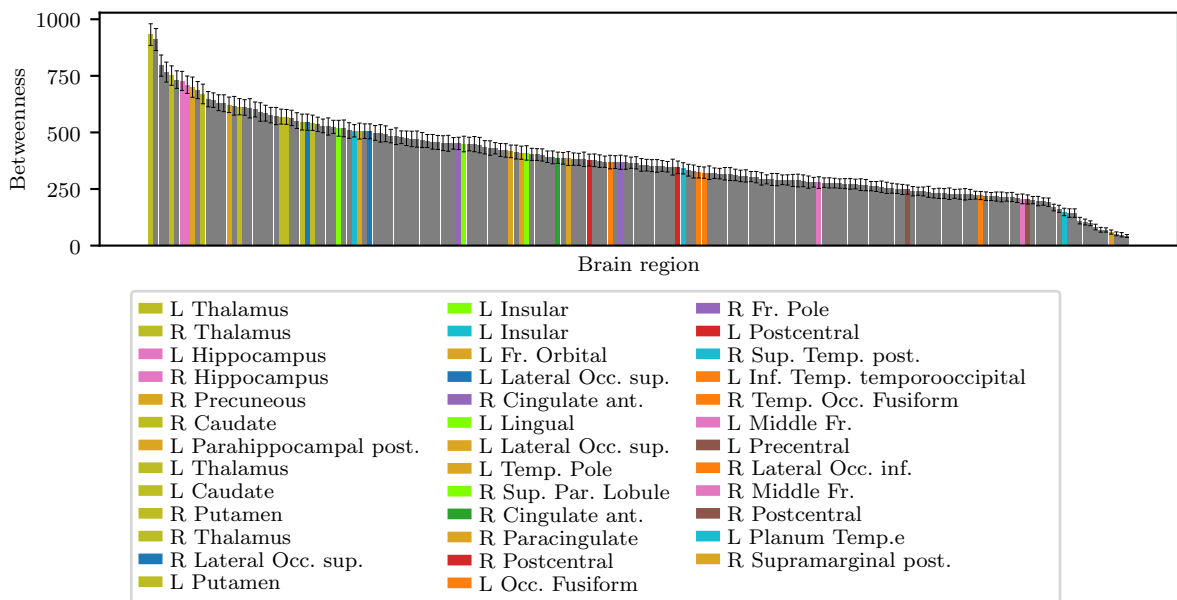 1000
750
500
250
0
Betweenness
Brain region
L Thalamus
R Thalamus
L Hippocampus
R Hippocampus
R Precuneous
R Caudate
L Parahippocampal post.
L Thalamus
L Caudate
R Putamen
R Thalamus
R Lateral Occ. sup.
L Putamen
L Insular
L Insular
L Fr. Orbital
L Lateral Occ. sup.
R Cingulate ant.
L Lingual
L Lateral Occ. sup.
L Temp. Pole
R Sup. Par. Lobule
R Cingulate ant.
R Paracingulate
R Postcentral
L Occ. Fusiform
R Fr. Pole
L Postcentral
R Sup. Temp. post.
L Inf. Temp. temporooccipital
R Temp. Occ. Fusiform
L Middle Fr.
L Precentral
R Lateral Occ. inf.
R Middle Fr.
R Postcentral
L Planum Temp.e
R Supramarginal post.